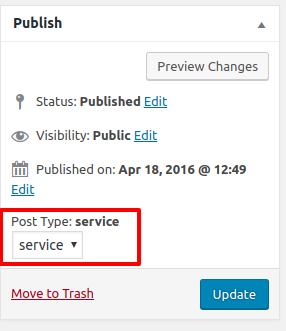 Publish
Preview Changes
Status: Published Edit
Visibility: Public Edit
Published on: Apr 18, 2016 @ 12:49
Edit
Post Type: service
service
Move to Trash
Update